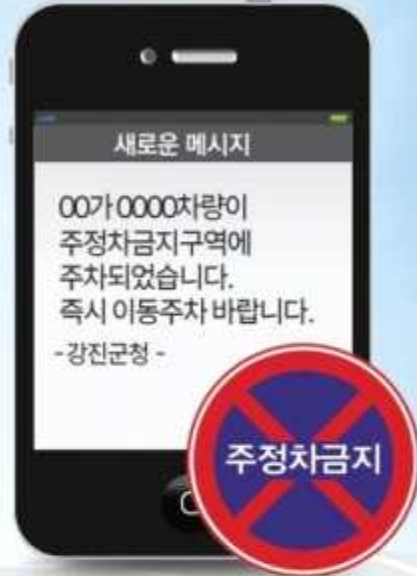 새로운 메시지
00가 0000차량이
주정차금지구역에
주차되었습니다.
즉시 이동주차 바랍니다.
-강진군청 -
주정차금지